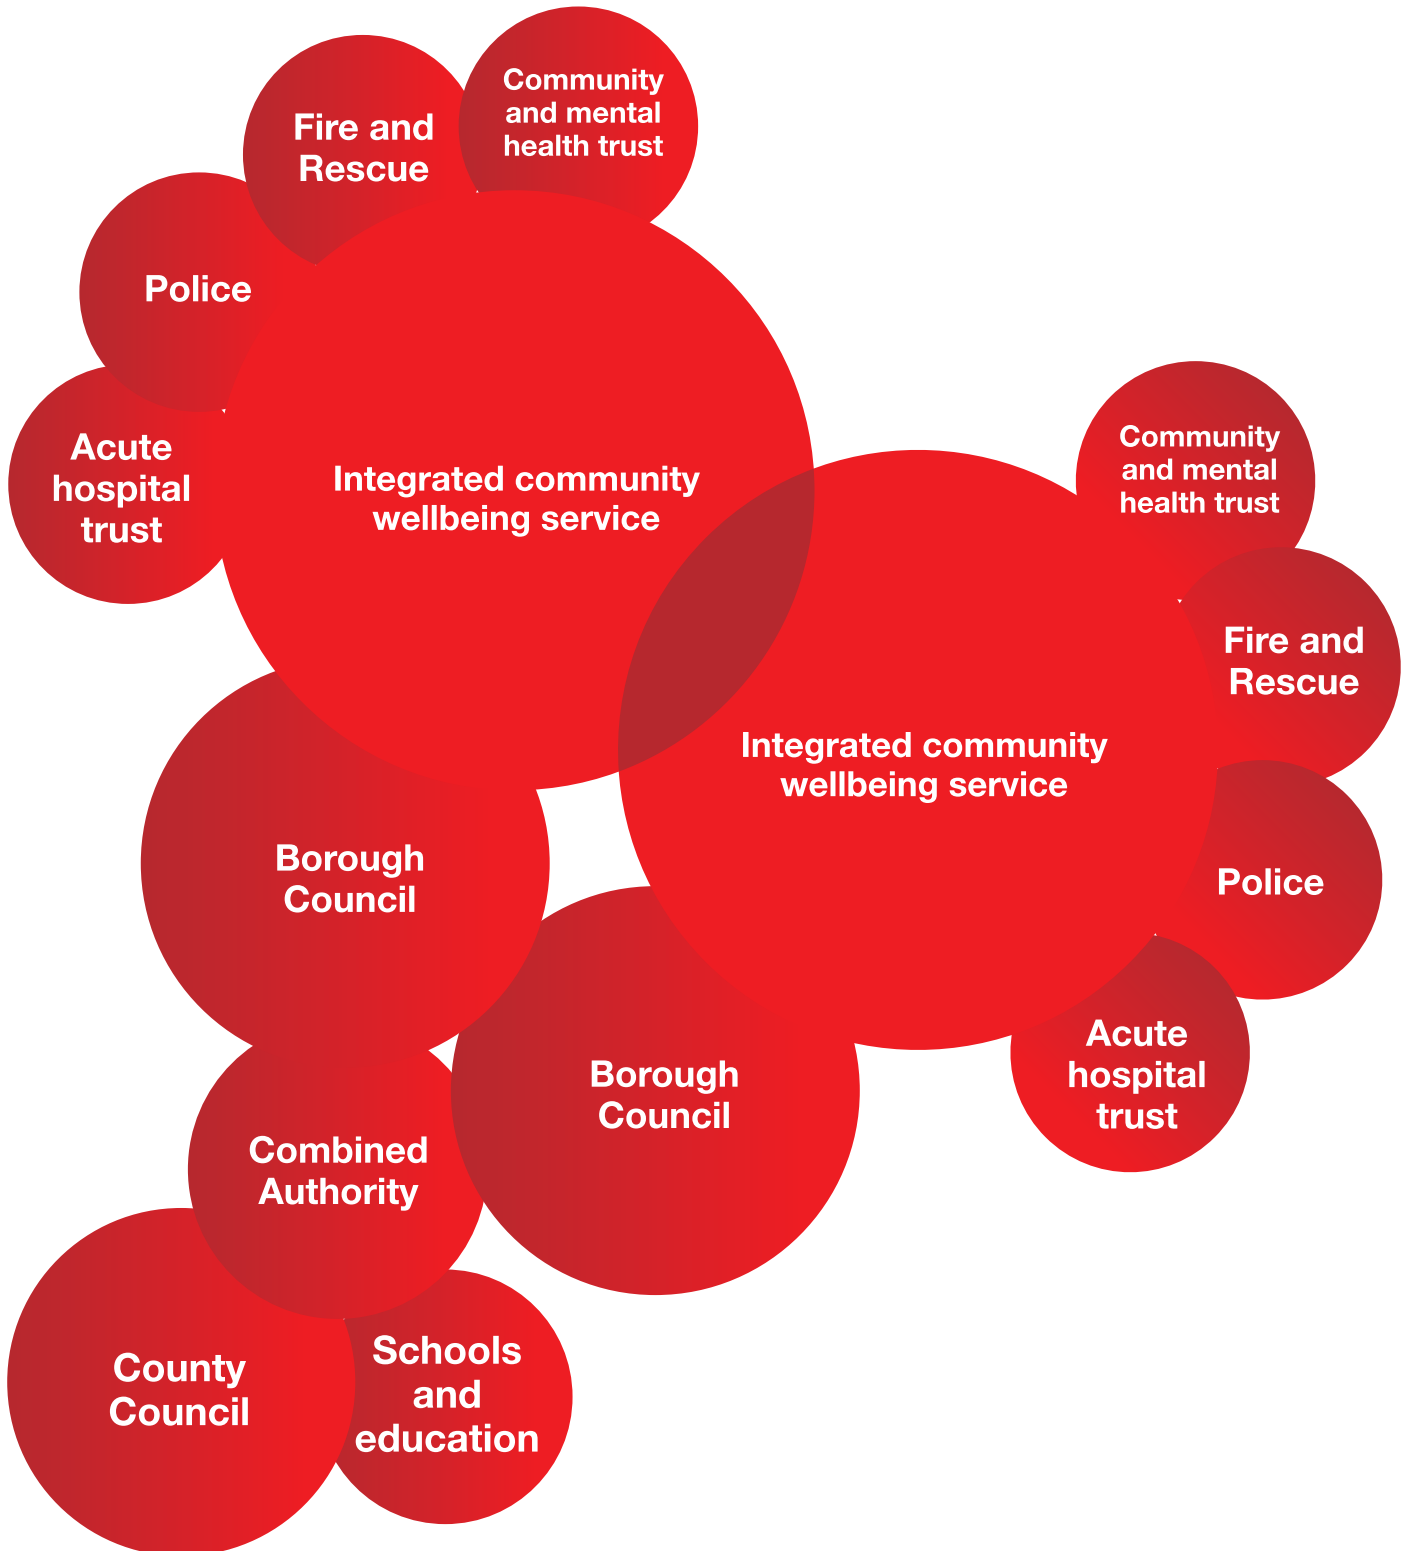 Community
and mental
health trust
Fire and
Rescue
Police
Acute
hospital
trust
Integrated community
wellbeing service
Community
and mental
health trust
Fire and
Rescue
Integrated community
wellbeing service
Police
Acute
hospital
trust
Borough
Council
Borough
Council
Combined
Authority
County
Council
Schools
and
education